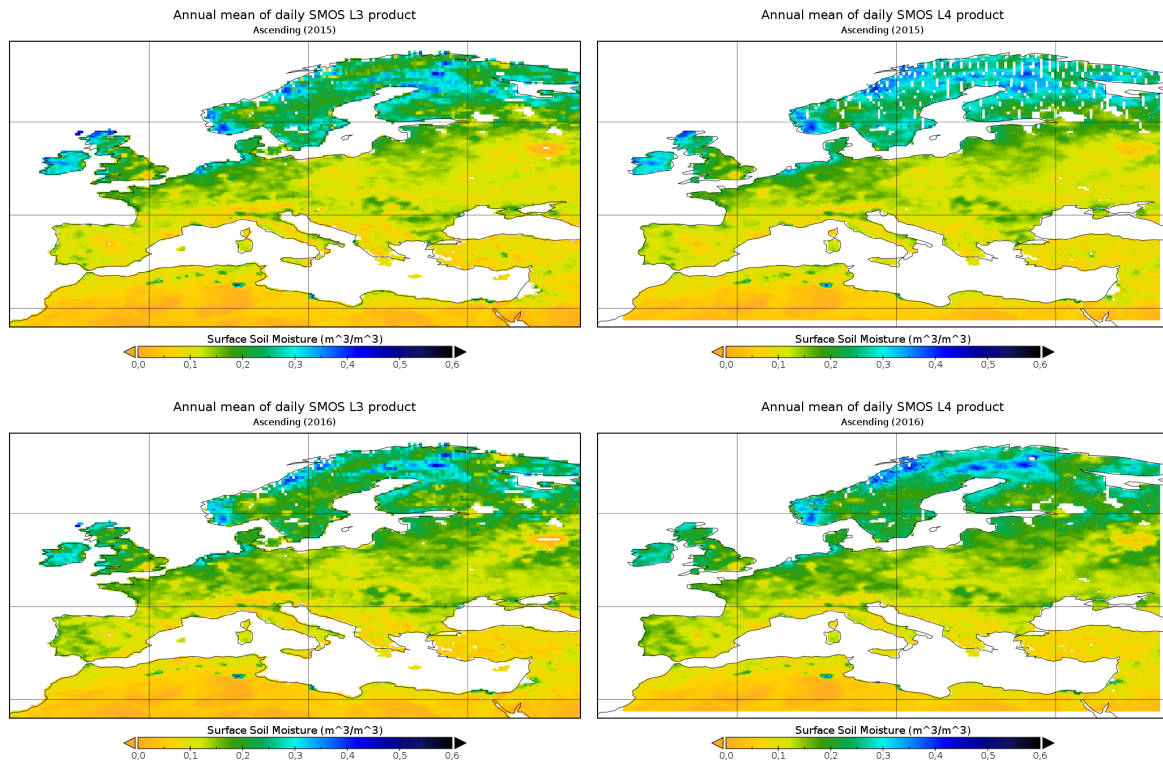 Annual mean of daily SMOS L3 product
Ascending (2015)
Surface Soil Moisture (m^3/m^3)
0,0 0,1 0,2 0,3 0,4 0,5 0,6
Annual mean of daily SMOS L4 product
Ascending (2015)
Surface Soil Moisture (m^3/m^3)
0,0 0,1 0,2 0,3 0,4 0,5 0,6
Annual mean of daily SMOS L3 product
Ascending (2016)
Surface Soil Moisture (m^3/m^3)
0,0 0,1 0,2 0,3 0,4 0,5 0,6
Annual mean of daily SMOS L4 product
Ascending (2016)
Surface Soil Moisture (m^3/m^3)
0,0 0,1 0,2 0,3 0,4 0,5 0,6